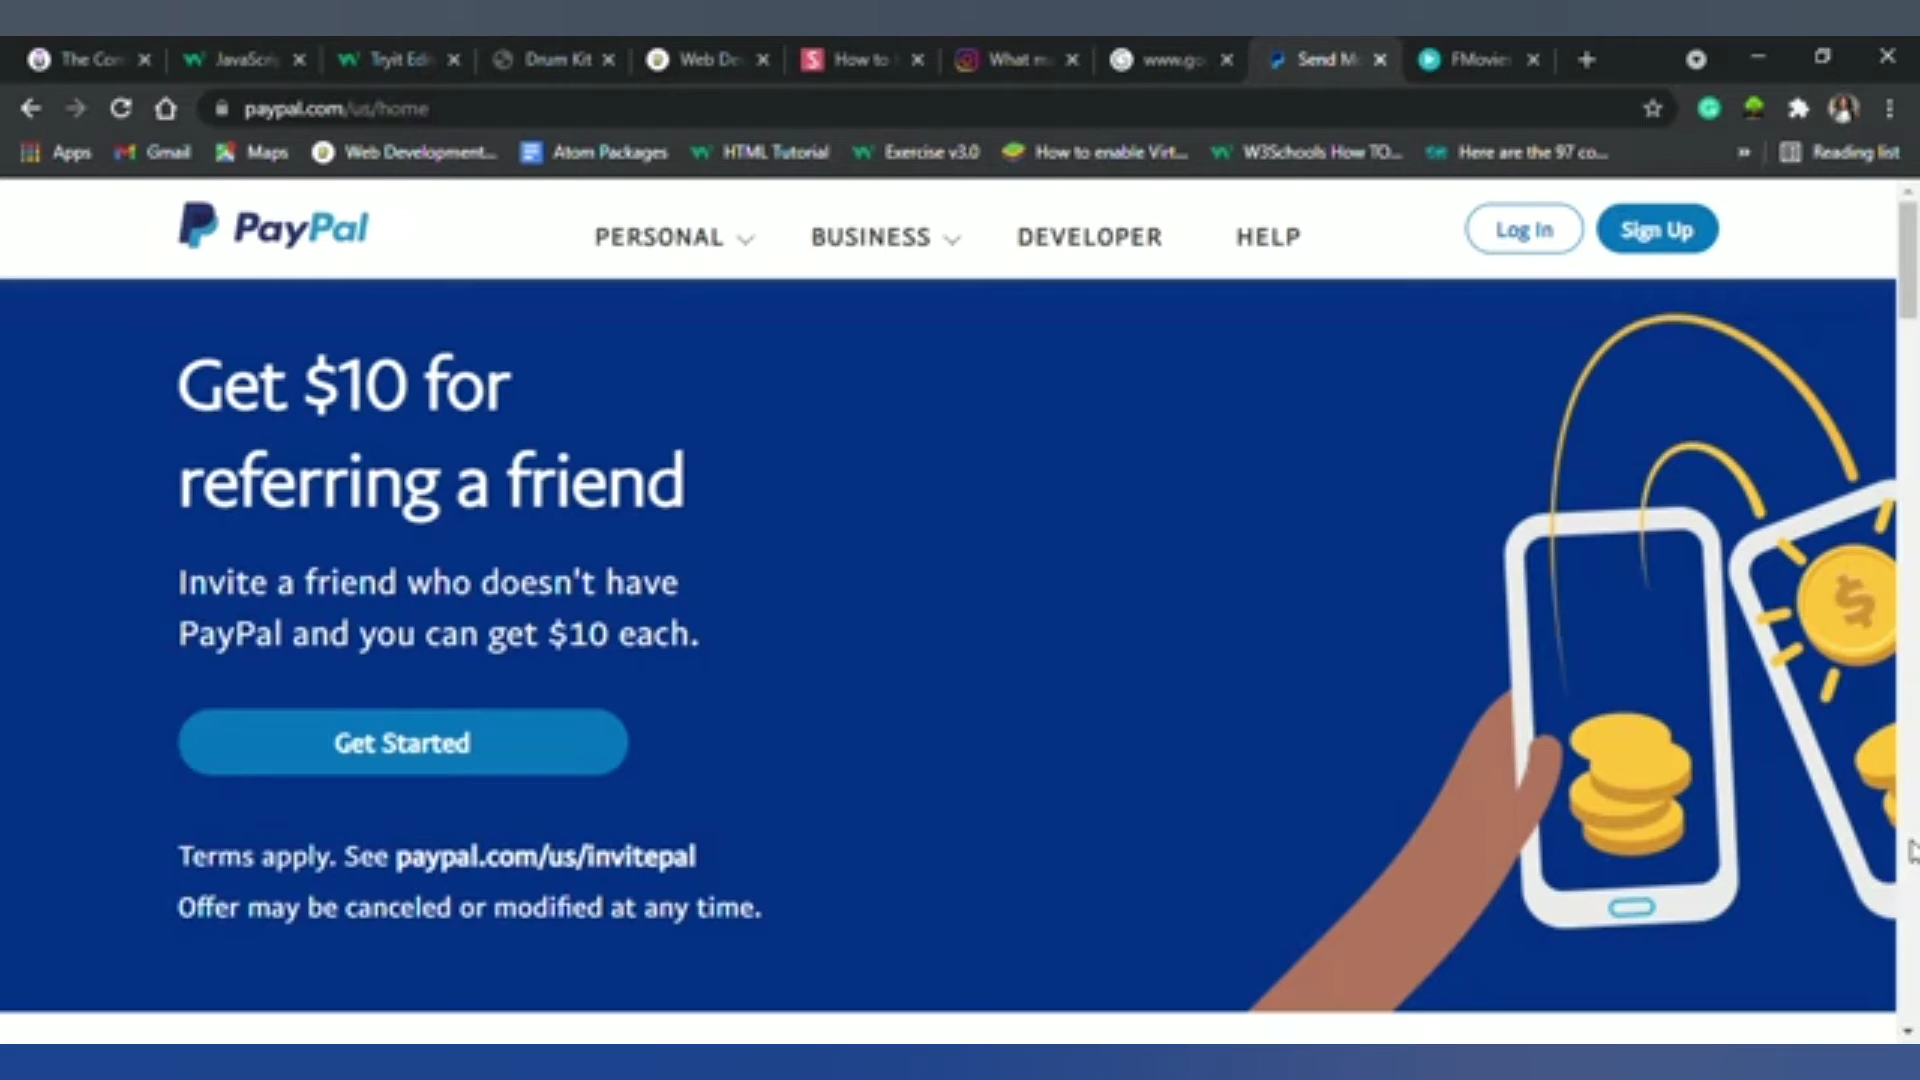 The Con
JavaScrip
Tryit Edi
Drum Kit
Web De
How to
What m
www.go
Send M
FMovie
paypal.com/us/home
Apps
Gmail
Maps
Web Development...
Atom Packages
HTML Tutorial
Exercise v3.0
How to enable Virt...
W3Schools How TO...
Here are the 97 co...
»
Reading list
PayPal
PERSONAL
BUSINESS
DEVELOPER
HELP
Log In
Sign Up
Get $10 for
referring a friend
Invite a friend who doesn't have
PayPal and you can get $10 each.
Get Started
Terms apply. See paypal.com/us/invitepal
Offer may be canceled or modified at any time.
$